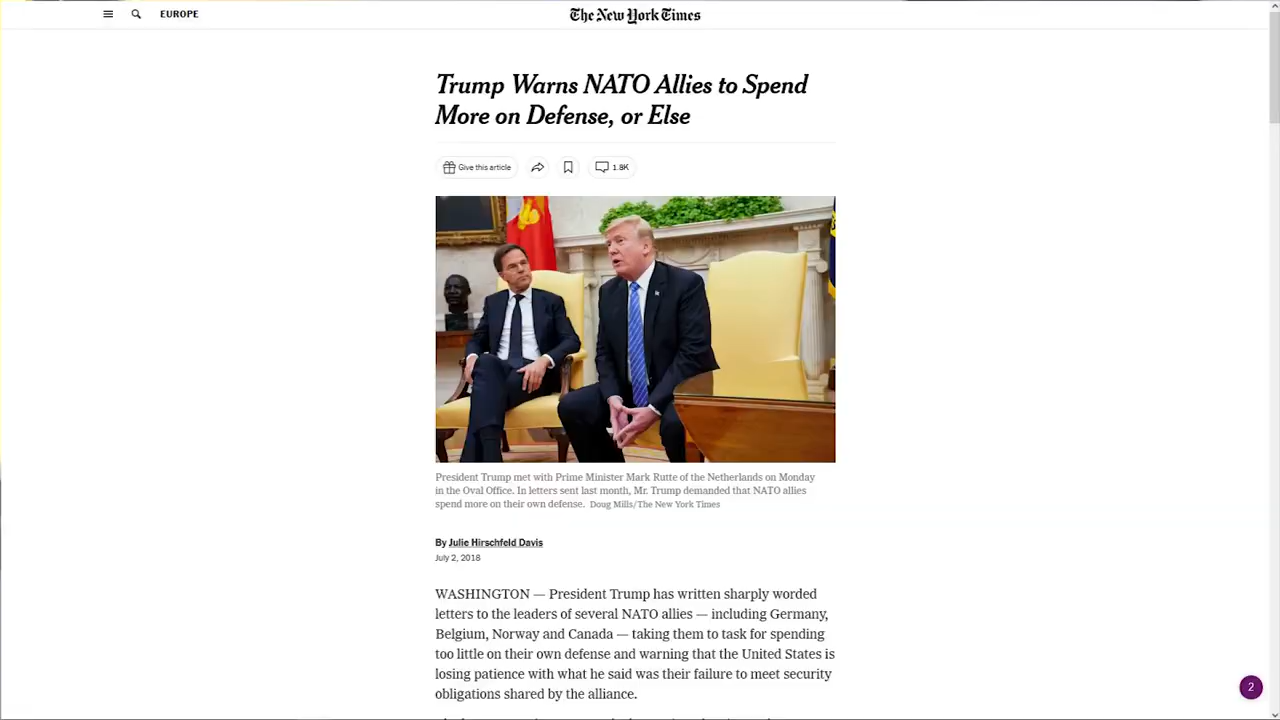 EUROPE
The New York Times
Trump Warns NATO Allies to Spend
More on Defense, or Else
Give this article
1.8K
President Trump met with Prime Minister Mark Rutte of the Netherlands on Monday
in the Oval Office. In letters sent last month, Mr. Trump demanded that NATO allies
spend more on their own defense. Doug Mills/The New York Times
By Julie Hirschfeld Davis
July 2, 2018
WASHINGTON — President Trump has written sharply worded
letters to the leaders of several NATO allies — including Germany,
Belgium, Norway and Canada — taking them to task for spending
too little on their own defense and warning that the United States is
losing patience with what he said was their failure to meet security
obligations shared by the alliance.
2